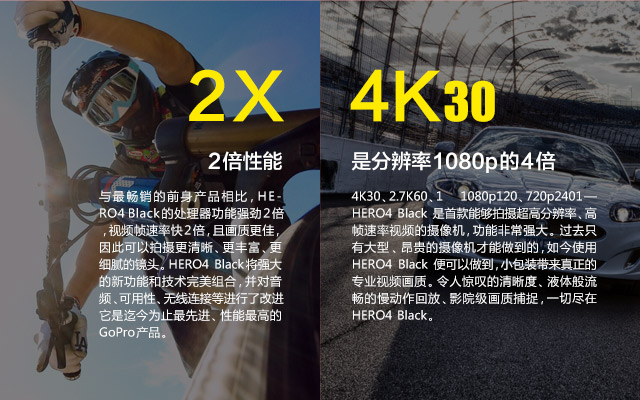 2X
2倍性能
与最畅销的前身产品相比,HE-
RO4 Black的处理器功能强劲2倍
,视频帧速率快2倍,且画质更佳,
因此可以拍摄更清晰、更丰富、更
细腻的镜头。HERO4 Black将强大
的新功能和技术完美组合,并对音
频、可用性、无线连接等进行了改进
它是迄今为止最先进、性能最高的
GoPro产品。
4K30
是分辨率1080p的4倍
4K30、2.7K60、1 1080p120、720p2401—
HERO4 Black 是首款能够拍摄超高分辨率、高
帧速率视频的摄像机,功能非常强大。过去只
有大型、昂贵的摄像机才能做到的,如今使用
HERO4 Black 便可以做到,小包装带来真正的
专业视频画质。令人惊叹的清晰度、液体般流
畅的慢动作回放、影院级画质捕捉,一切尽在
HERO4 Black。